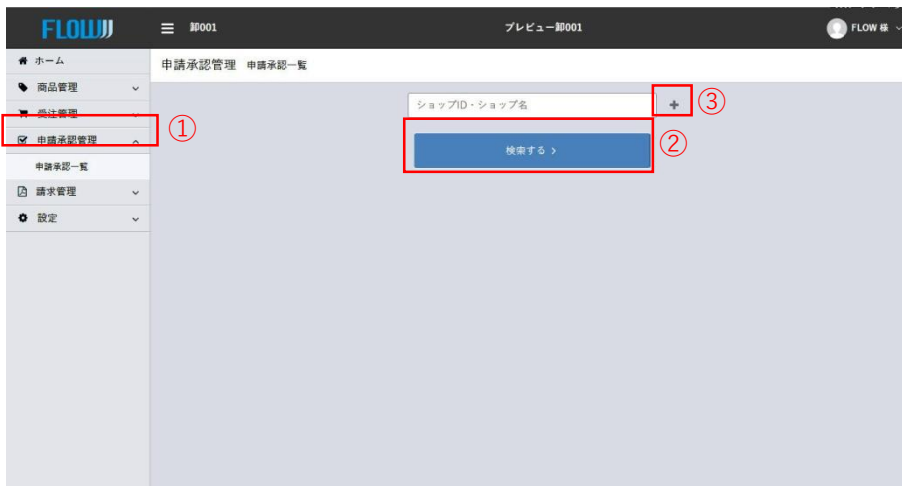 FLOW
卸001
プレビュー卸001
FLOW 様
ホーム
申請承認管理 申請承認一覧
商品管理
ショップID・ショップ名
+
③
受注管理
①
申請承認管理
検索する >
②
申請承認一覧
請求管理
設定